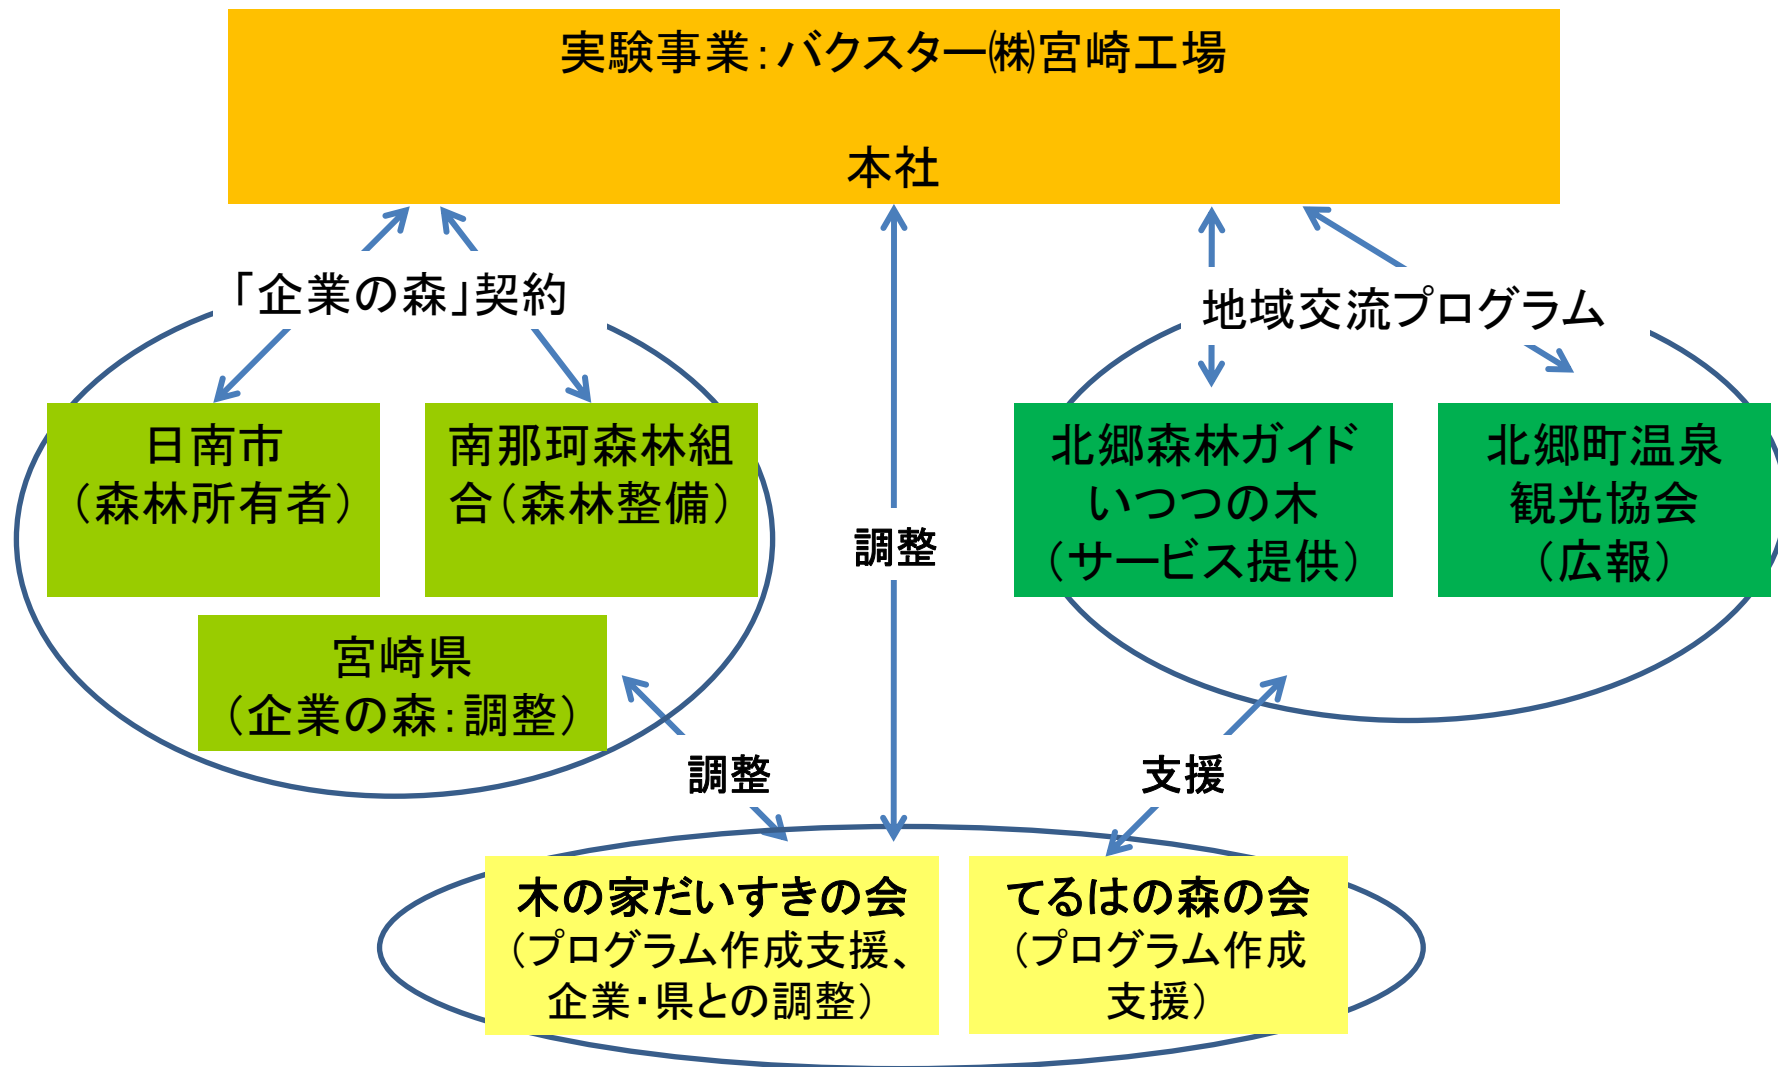 実験事業：バクスター㈱宮崎工場
本社
「企業の森」契約
地域交流プログラム
日南市
（森林所有者）
南那珂森林組
合（森林整備）
宮崎県
（企業の森：調整）
調整
北郷森林ガイド
いつつの木
（サービス提供）
北郷町温泉
観光協会
（広報）
調整
支援
木の家だいすきの会
（プログラム作成支援、
企業・県との調整）
てるはの森の会
（プログラム作成
支援）